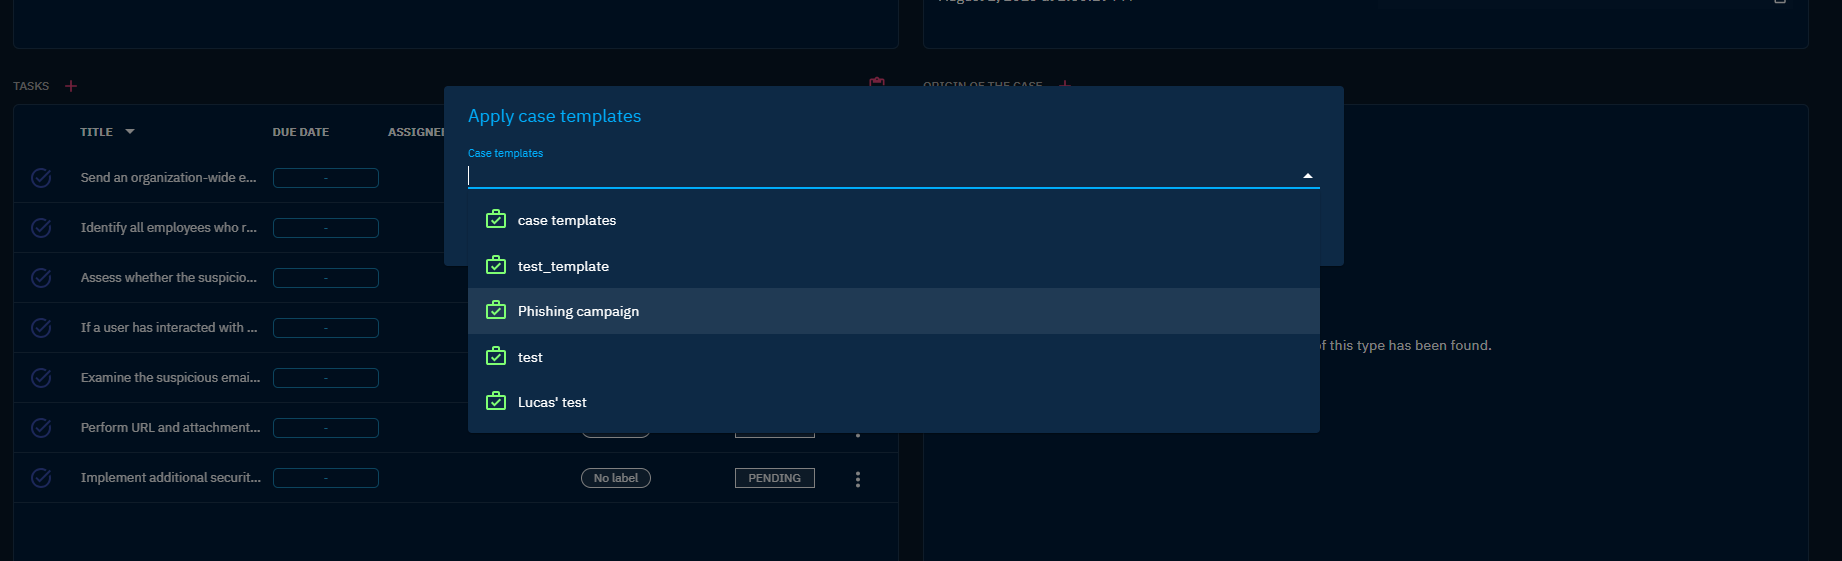 TASKS
ORIGIN OF THE CASE
Apply case templates
TITLE
DUE DATE
Case templates
Send an organization-wide e...
-
Identify all employees who r...
-
case templates
Assess whether the suspicio...
-
test_template
If a user has interacted with ...
-
Phishing campaign
of this type has been found.
test
Examine the suspicious emai...
-
Lucas' test
Perform URL and attachment...
-
Implement additional securit...
-
No label
PENDING